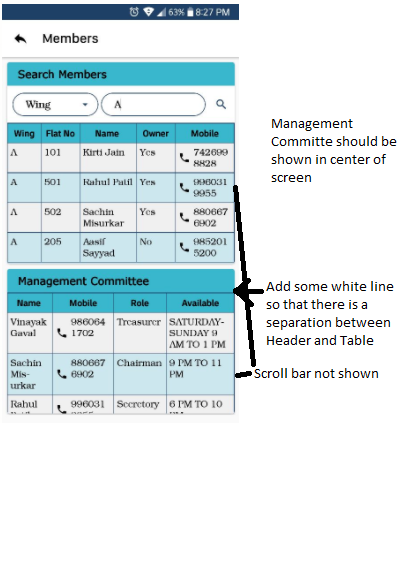 63% 8:27 PM
Members
Search Members
Wing A
Wing Flat No Name Owner Mobile
A 101 Kirti Jain Yes 742699
8828
A 501 Rahul Patil Yes 996031
9955
A 502 Sachin Yes 880667
Misurkar 6902
A 205 Aasif No 985201
Sayyad 5200
Management Committee
Name Mobile Role Available
Vinayak 986064 Treasurer SATURDAY-
Gaval 1702 SUNDAY 9
AM TO 1 PM
Sachin 880667 Chairman 9 PM TO 11
Mis- 6902 PM
urkar
Rahul 996031 Secretory 6 PM TO 10
Management
Committe should be
shown in center of
screen
Add some white line
so that there is a
separation between
Header and Table
Scroll bar not shown